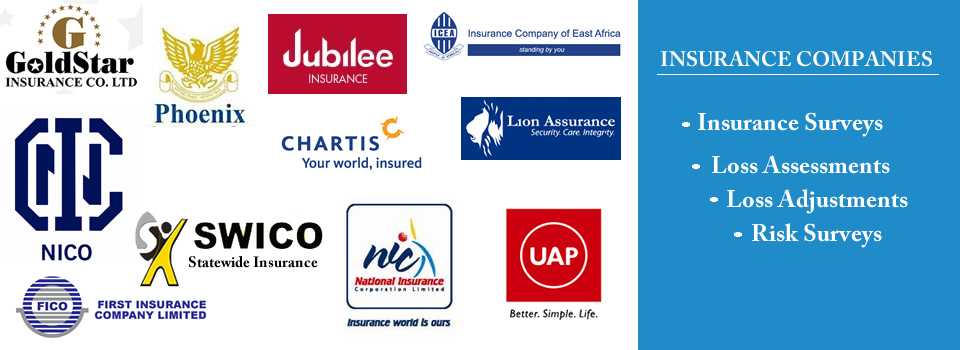 G
GoldStar
INSURANCE CO. LTD
Phoenix
Jubilee
INSURANCE
ICEA
Insurance Company of East Africa
standing by you
CHARTIS
Your world, insured
Lion Assurance
Security. Care. Integrity.
NICO
SWICO
Statewide Insurance
nic
National Insurance
Corporation Limited
Insurance world is ours
UAP
Better. Simple. Life.
FICO
FIRST INSURANCE
COMPANY LIMITED
INSURANCE COMPANIES
Insurance Surveys
Loss Assessments
Loss Adjustments
Risk Surveys